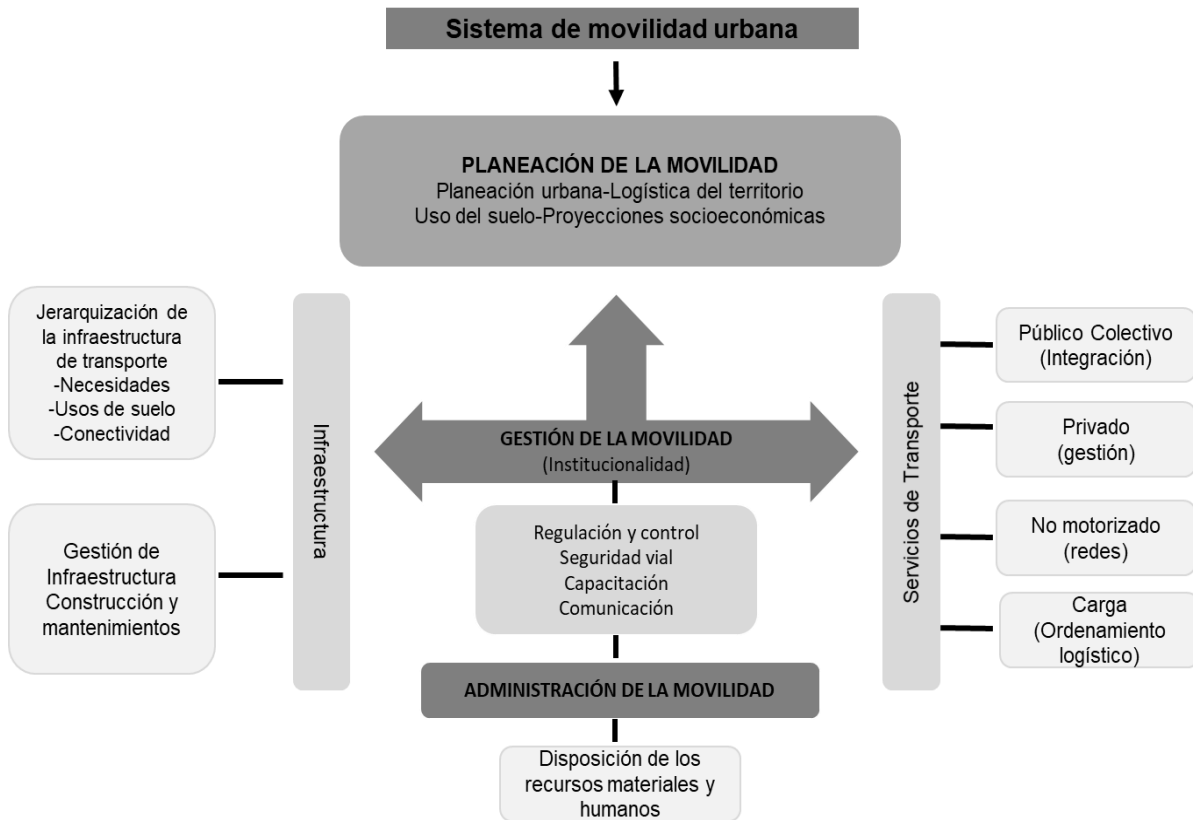 Sistema de movilidad urbana
PLANEACIÓN DE LA MOVILIDAD
Planeación urbana-Logística del territorio
Uso del suelo-Proyecciones socioeconómicas
Jerarquización de
la infraestructura
de transporte
-Necesidades
-Usos de suelo
-Conectividad
Gestión de
Infraestructura
Construcción y
mantenimientos
Infraestructura
GESTIÓN DE LA MOVILIDAD
(Institucionalidad)
Regulación y control
Seguridad vial
Capacitación
Comunicación
ADMINISTRACIÓN DE LA MOVILIDAD
Disposición de los
recursos materiales y
humanos
Servicios de Transporte
Público Colectivo
(Integración)
Privado
(gestión)
No motorizado
(redes)
Carga
(Ordenamiento
logístico)